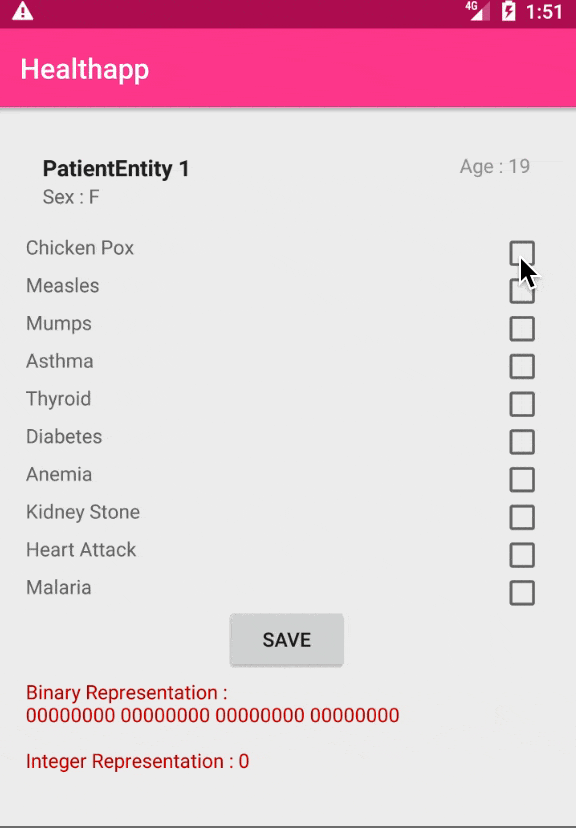 4G 1:51
Healthapp
PatientEntity 1 Age : 19
Sex : F
Chicken Pox
Measles
Mumps
Asthma
Thyroid
Diabetes
Anemia
Kidney Stone
Heart Attack
Malaria
SAVE
Binary Representation :
00000000 00000000 00000000 00000000
Integer Representation : 0